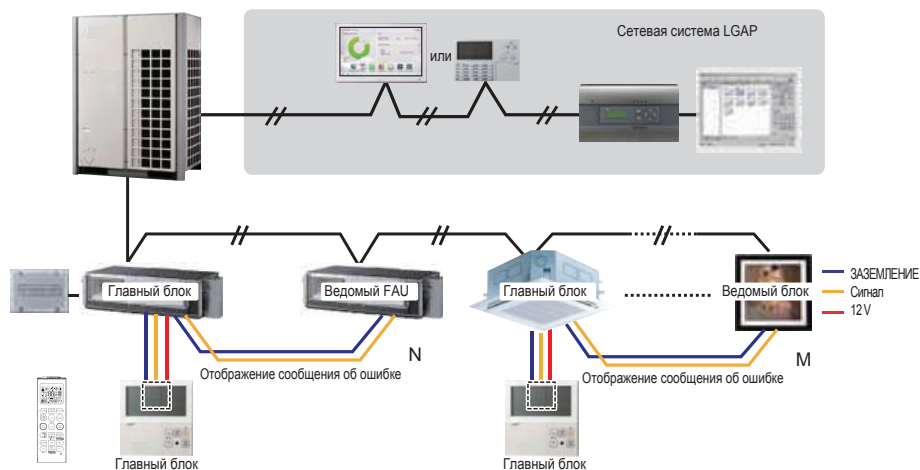 Сетевая система LGAP
или
Главный блок
Ведомый FAU
Главный блок
Ведомый блок
ЗАЗЕМЛЕНИЕ
Сигнал
12 V
N
M
Отображение сообщения об ошибке
Отображение сообщения об ошибке
Главный блок
Главный блок